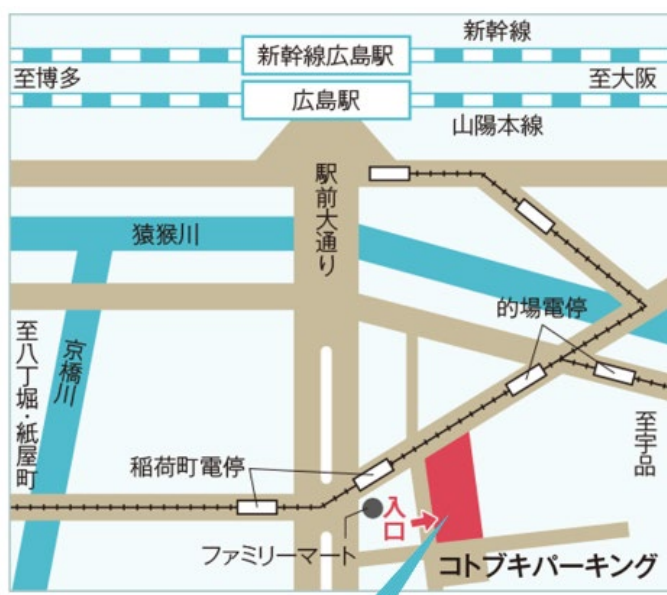 新幹線
新幹線広島駅
至博多
至大阪
広島駅
山陽本線
駅前大通り
猿猴川
的場電停
京橋川
至八丁堀・紙屋町
至宇品
稲荷町電停
入口
ファミリーマート
コトブキパーキング